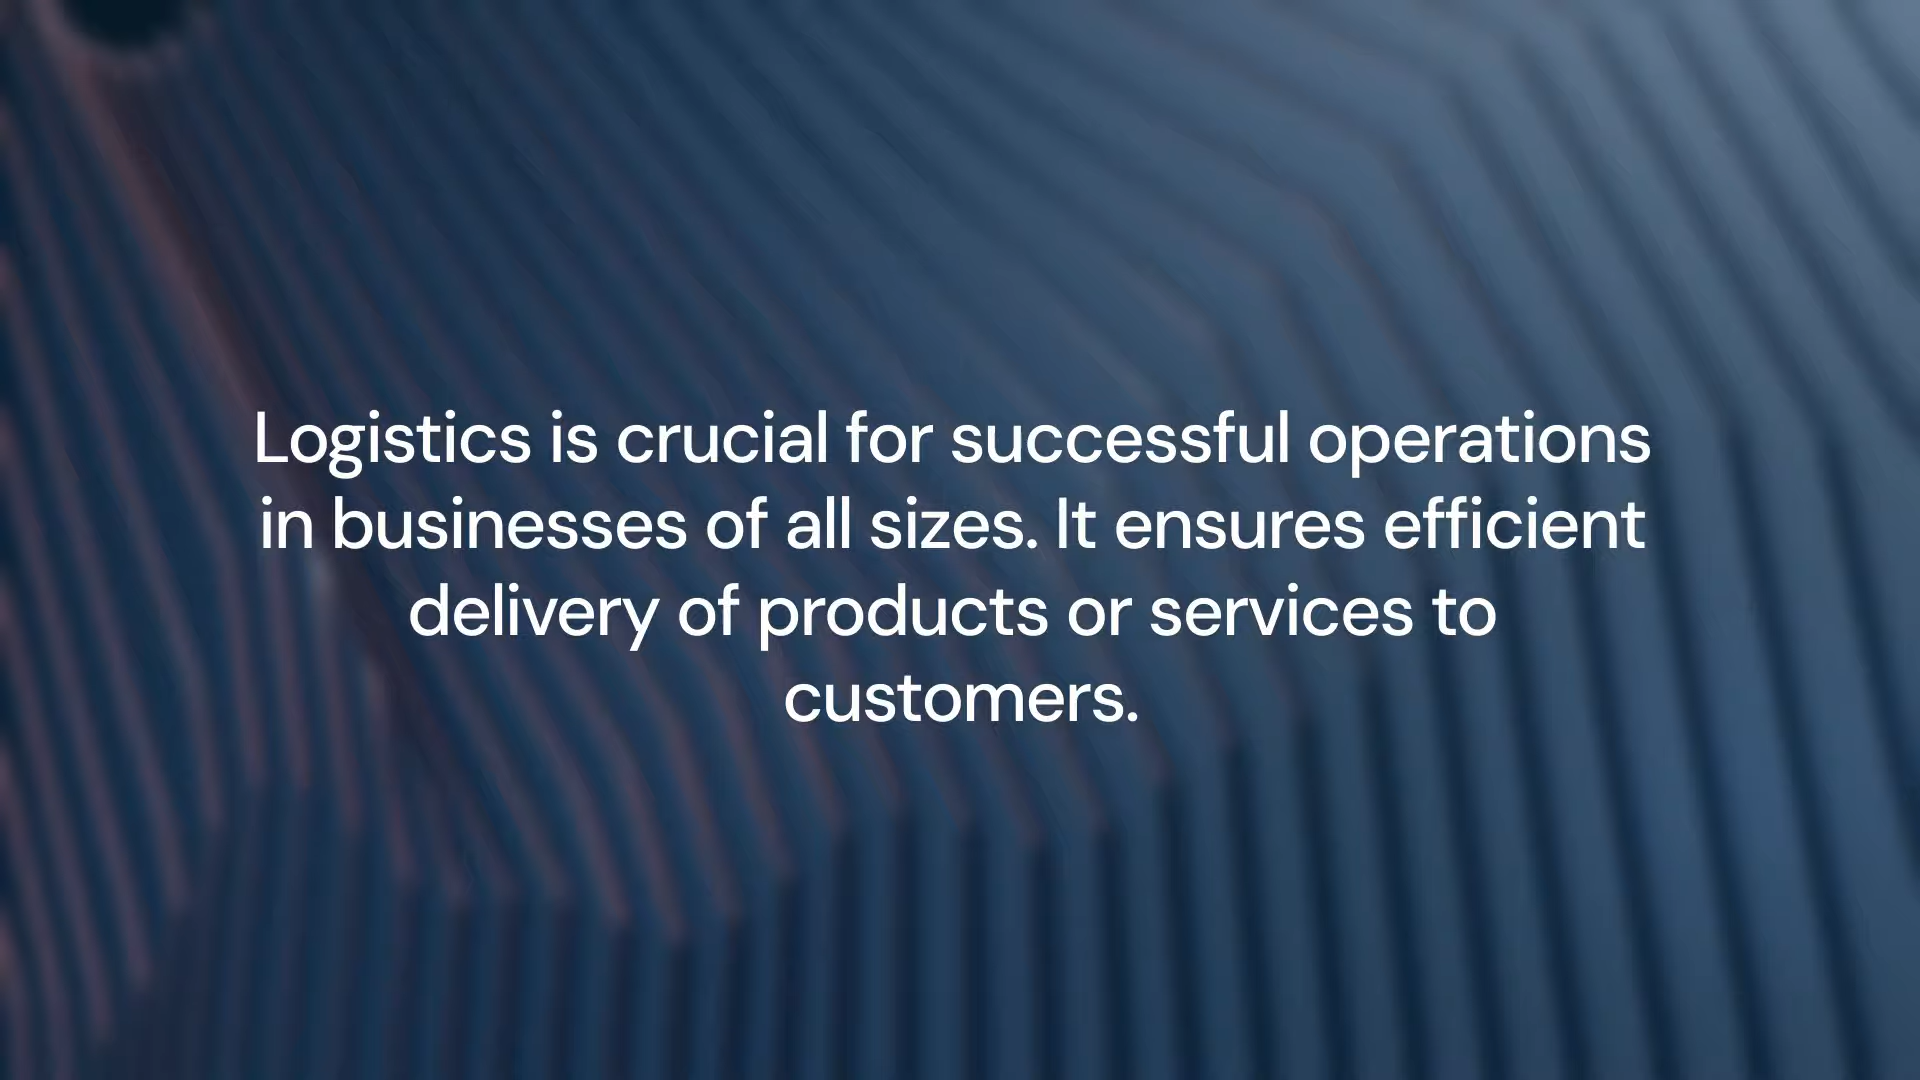 Logistics is crucial for successful operations
in businesses of all sizes. It ensures efficient
delivery of products or services to
customers.